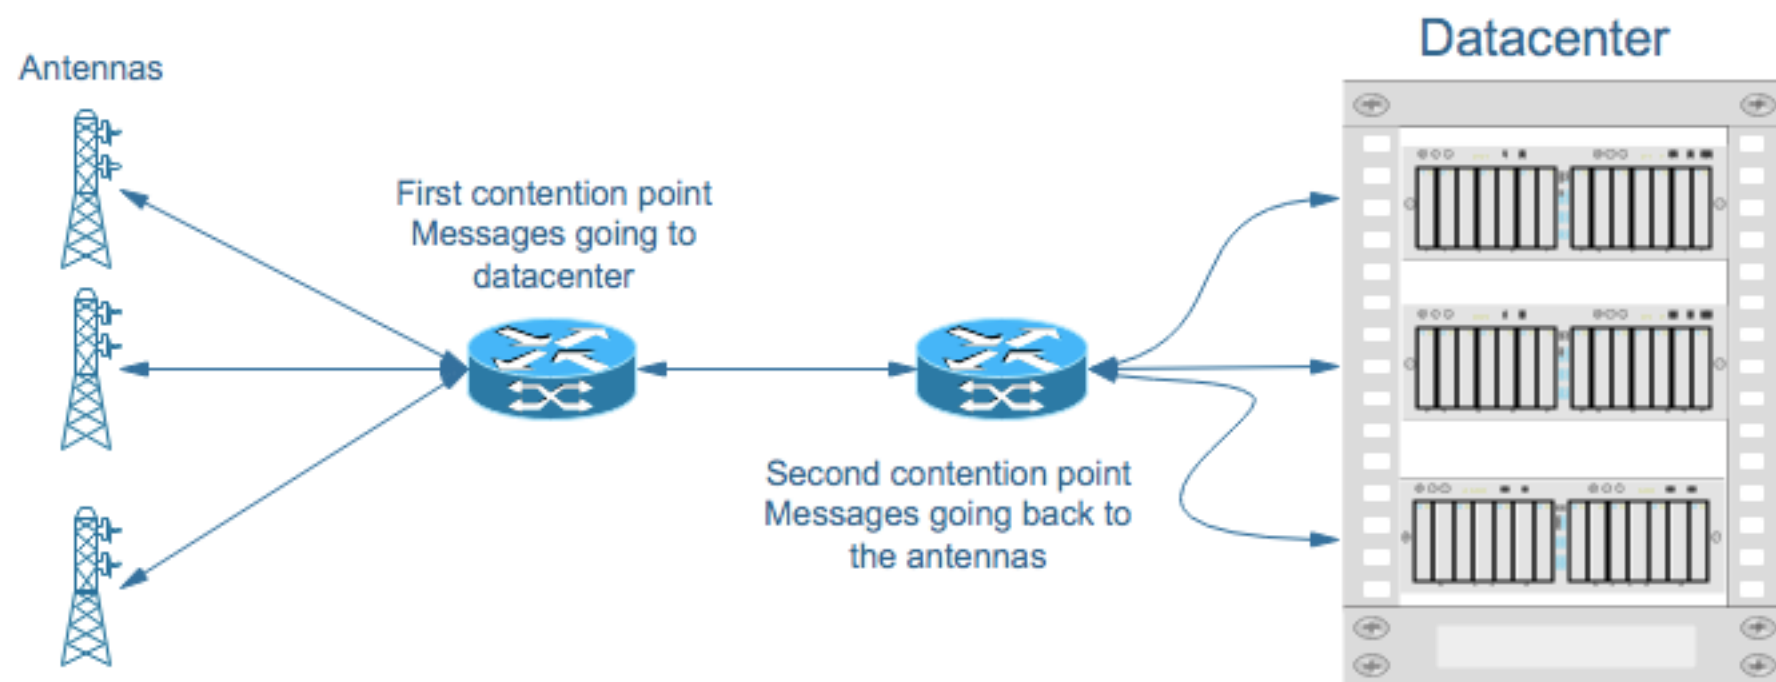 Datacenter
Antennas
First contention point
Messages going to
datacenter
Second contention point
Messages going back to
the antennas